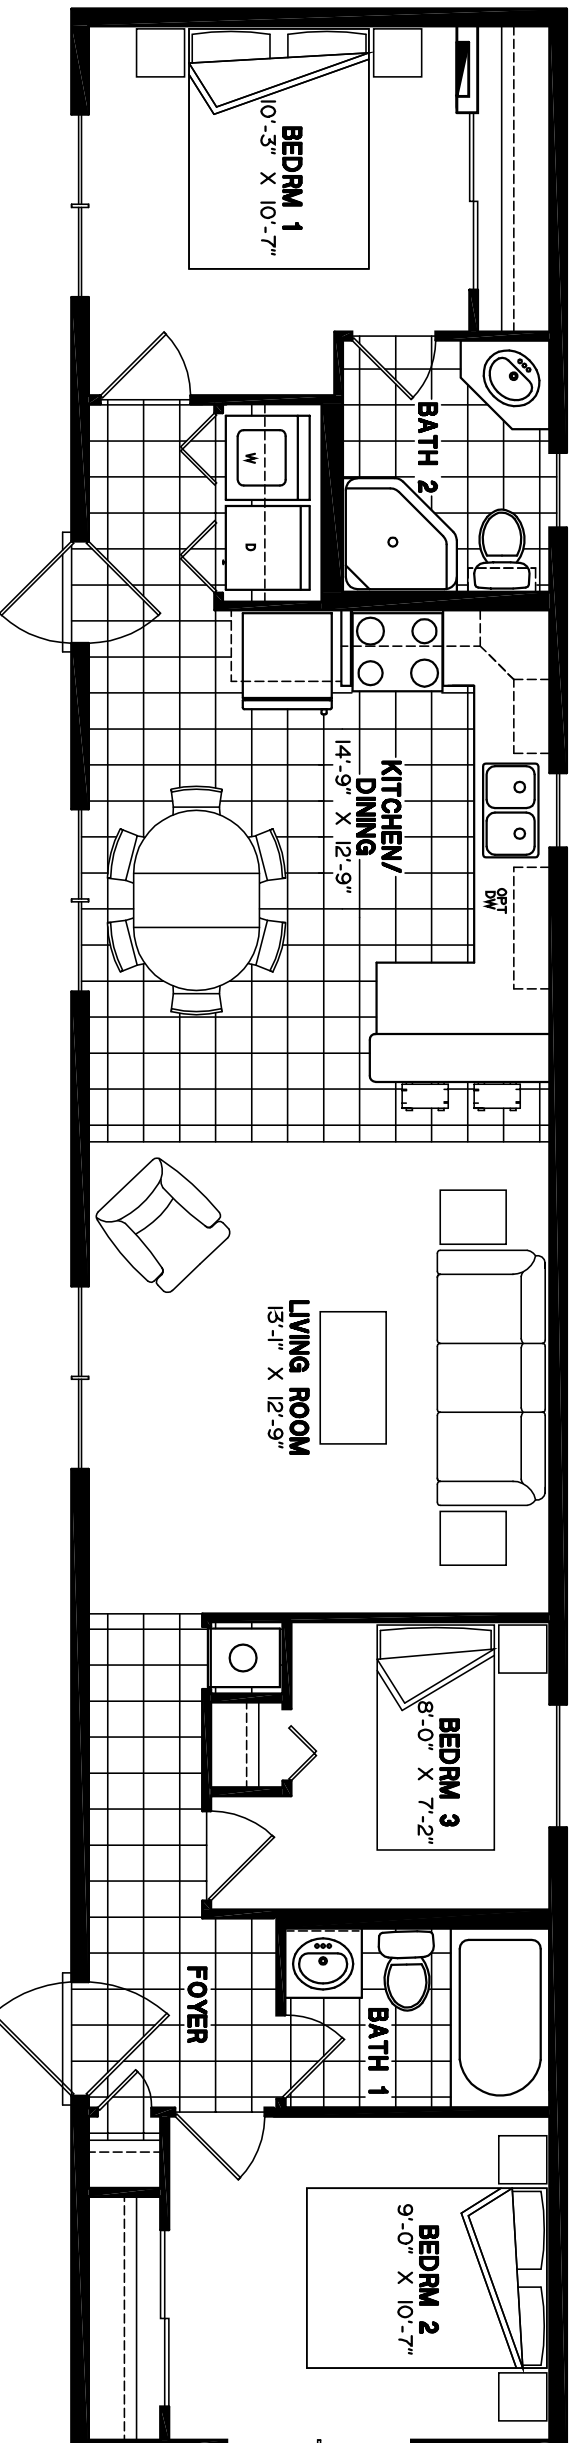 BEDRM 1
10'-3" X 10'-7"
BATH 2
W
D
KITCHEN/
DINING
14'-9" X 12'-9"
OPT
DW
LIVING ROOM
13'-1" X 12'-9"
BEDRM 3
8'-0" X 7'-2"
FOYER
BATH 1
BEDRM 2
9'-0" X 10'-7"